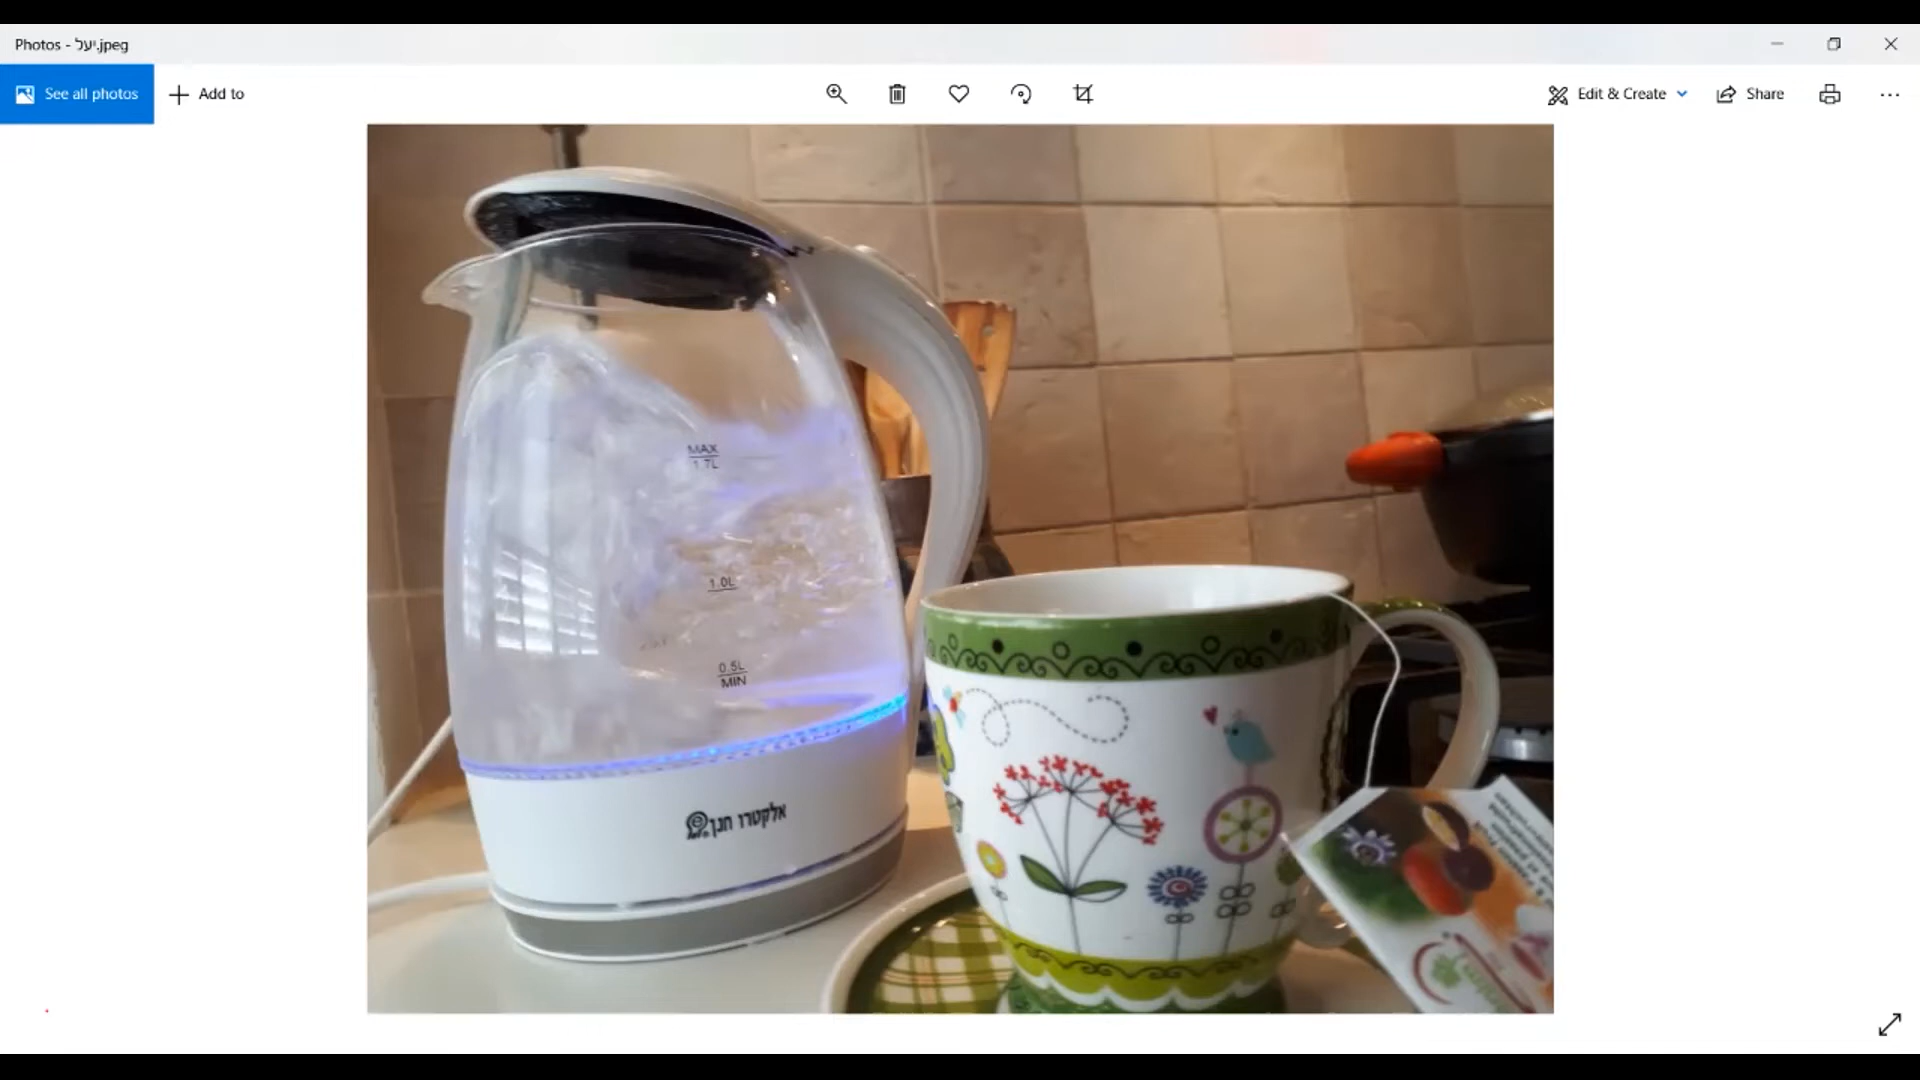 Photos - יעל.jpeg
See all photos
Add to
Edit & Create
Share
MAX
1.7L
1.0L
0.5L
MIN
אלקטרו חנן